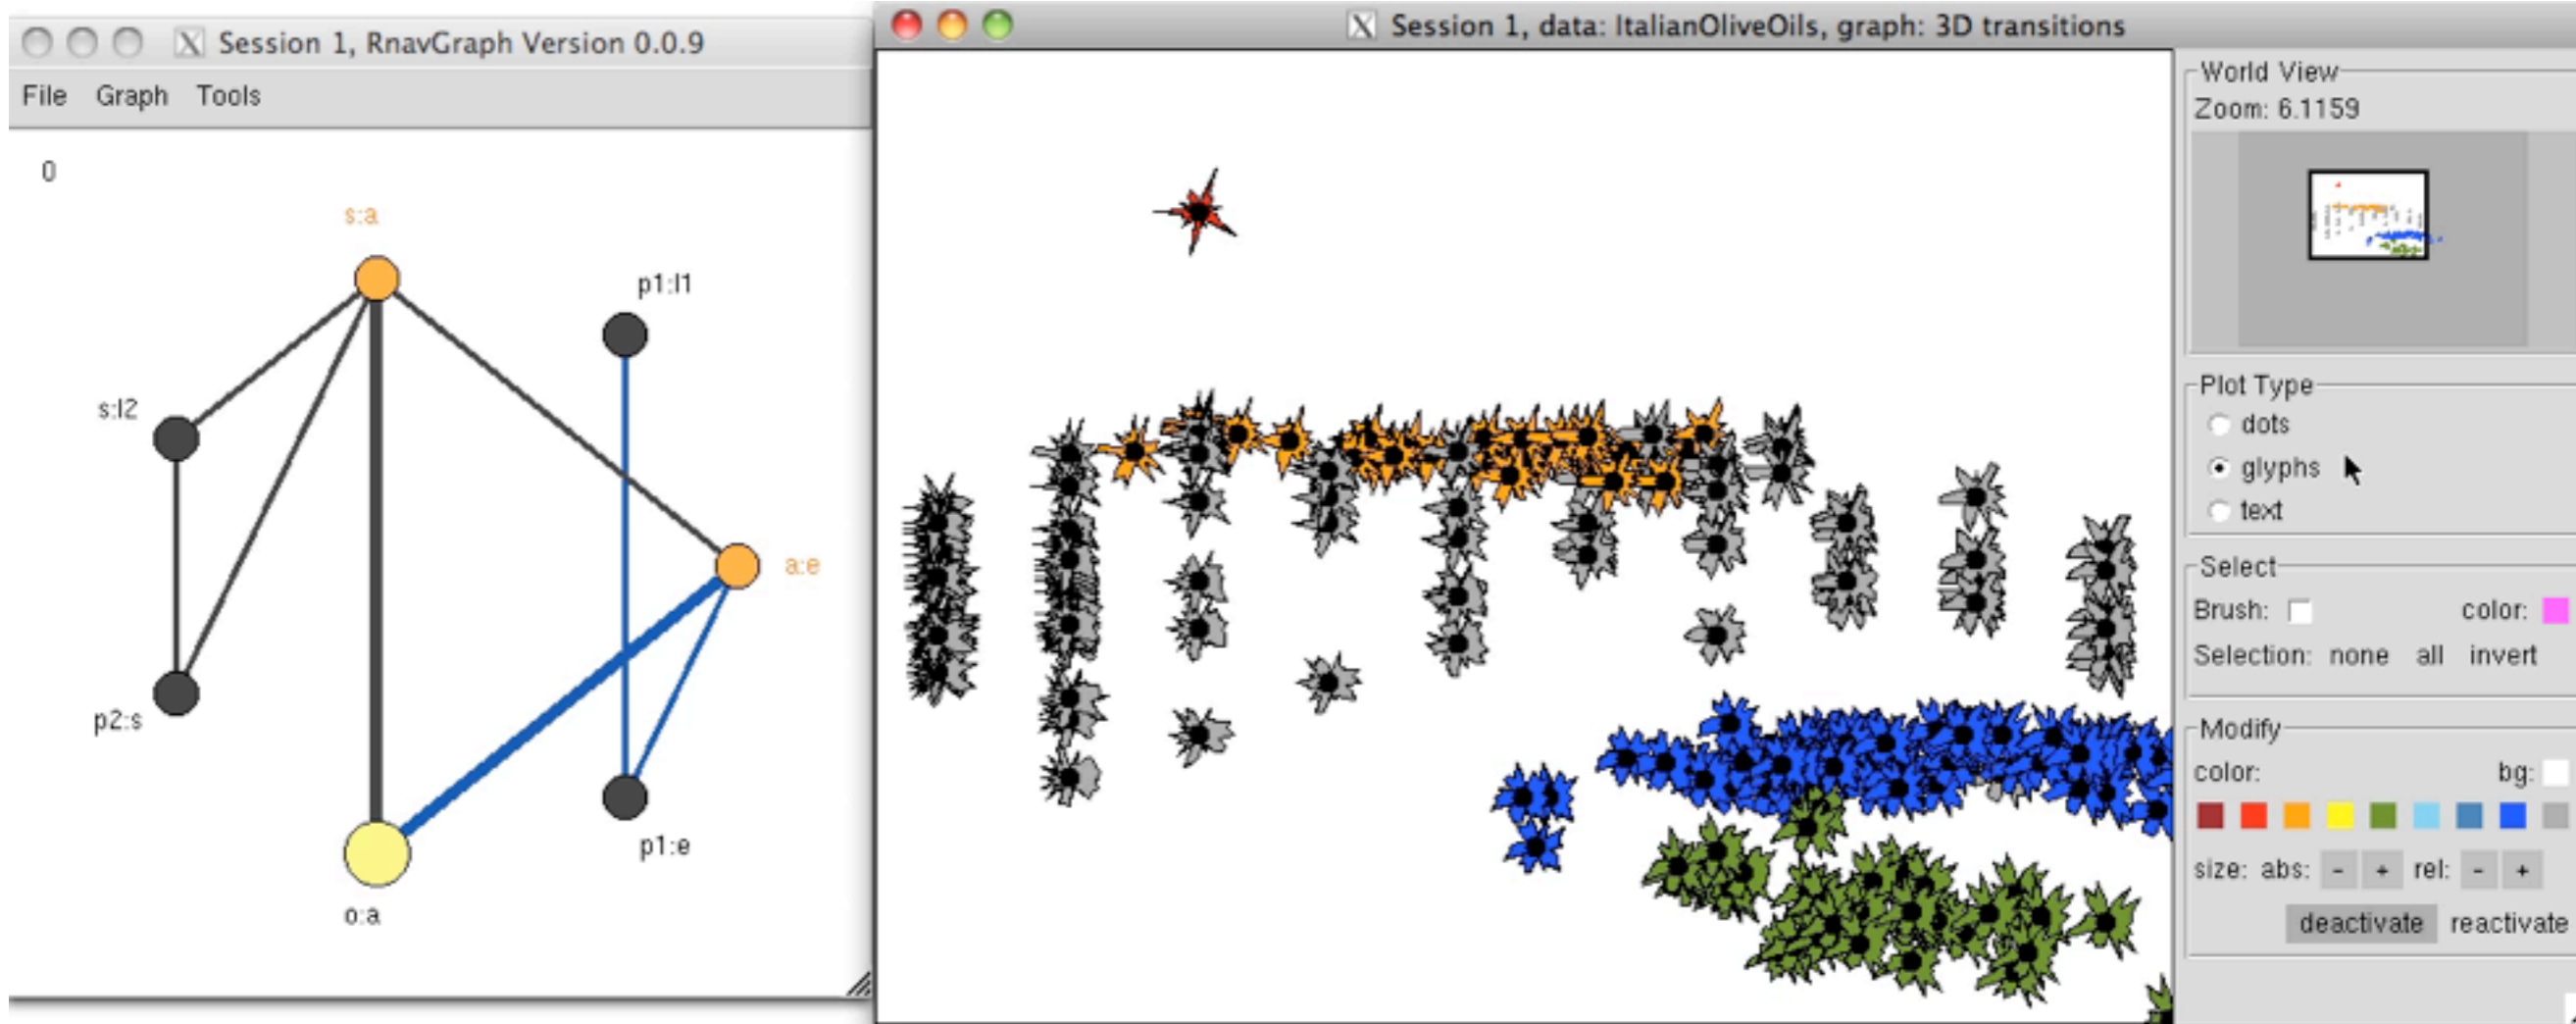 Session 1, RnavGraph Version 0.0.9
File Graph Tools
0
s:a
p1:l1
s:l2
a:e
p2:s
p1:e
o:a
Session 1, data: ItalianOliveOils, graph: 3D transitions
World View
Zoom: 6.1159
Plot Type
dots
glyphs
text
Select
Brush: color:
Selection: none all invert
Modify
color: bg:
size: abs: - + rel: - +
deactivate reactivate